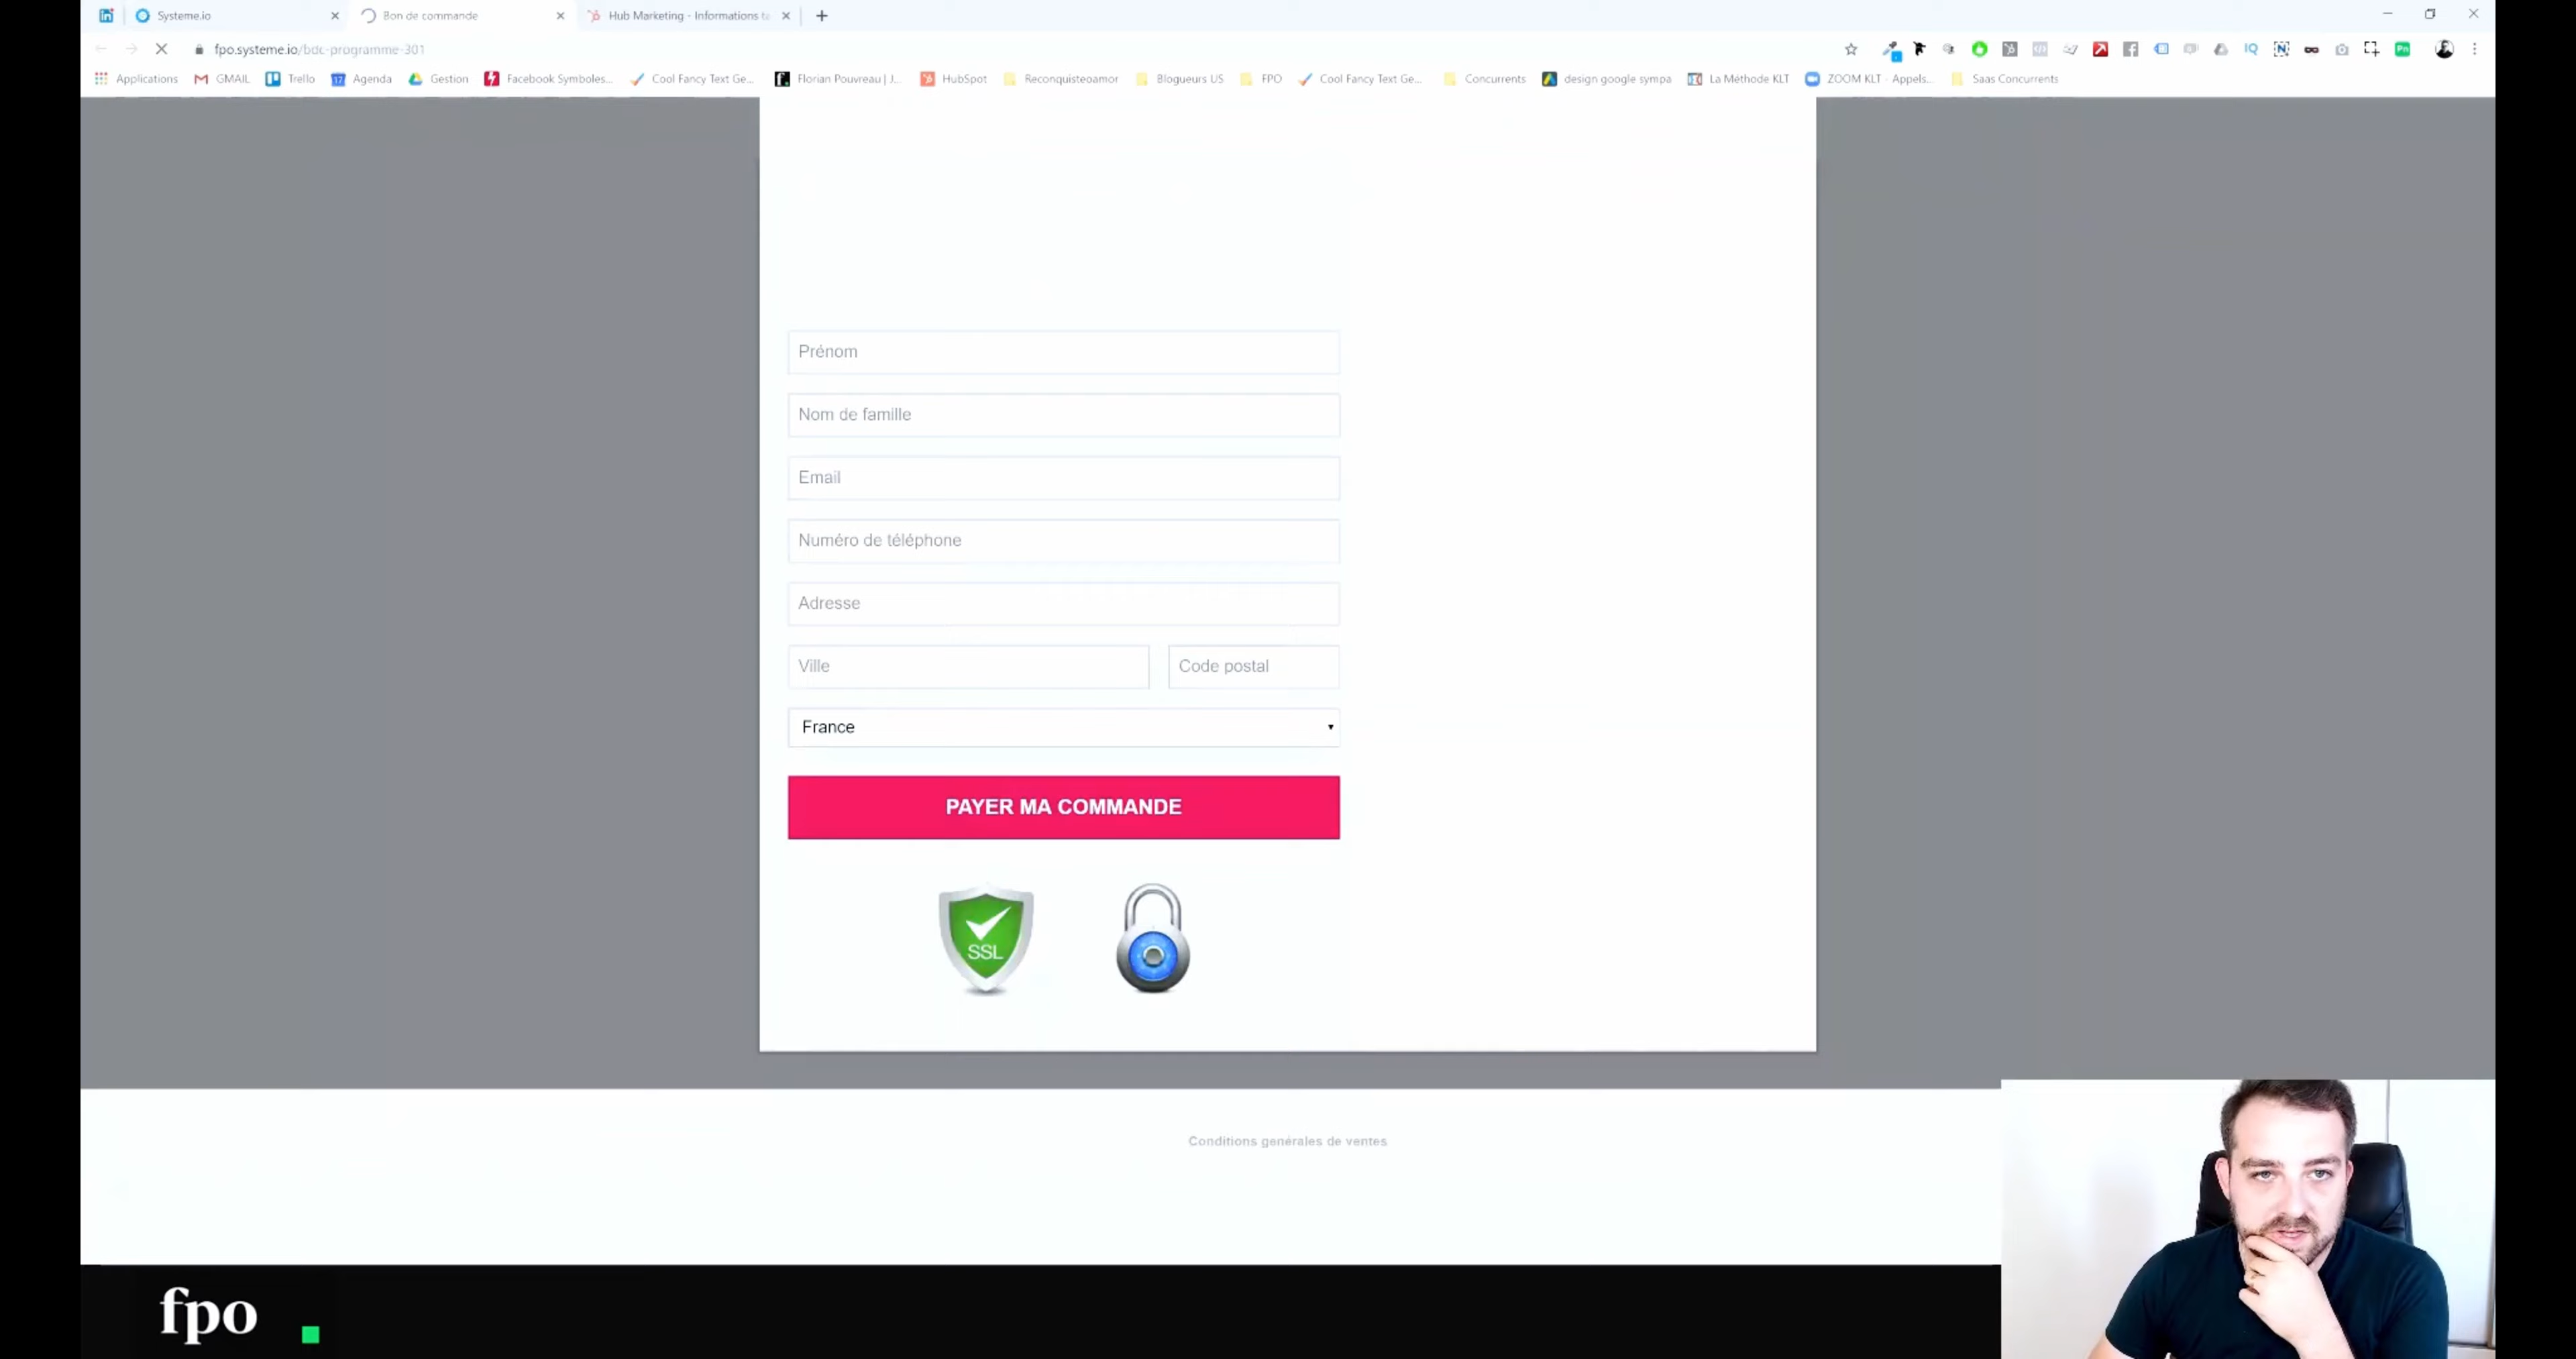 Systeme.io
Bon de commande
Hub Marketing - Informations ta
fpo.systeme.io/bdc-programme-301
Applications GMAIL Trello 17 Agenda Gestion Facebook Symboles... Cool Fancy Text Ge... Florian Pouvreau | J... HubSpot Reconquisteoamor Blogueurs US FPO Cool Fancy Text Ge... Concurrents design google sympa La Méthode KLT ZOOM KLT - Appels... Saas Concurrents
Prénom
Nom de famille
Email
Numéro de téléphone
Adresse
Ville Code postal
France
PAYER MA COMMANDE
SSL
Conditions générales de ventes
fpo